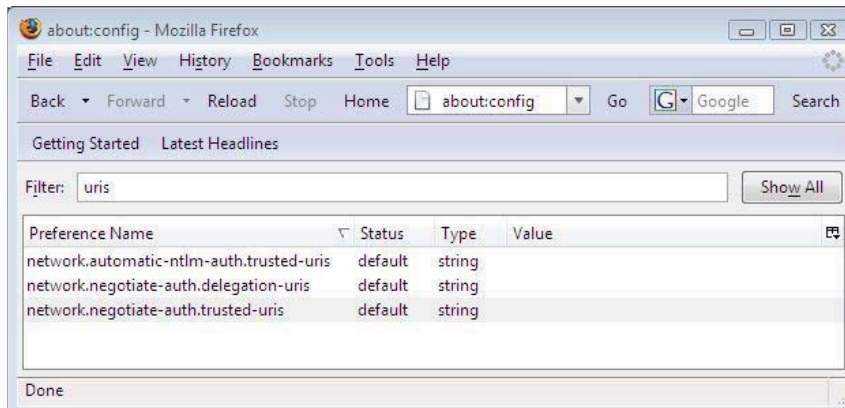 about:config - Mozilla Firefox
File Edit View History Bookmarks Tools Help
Back Forward Reload Stop Home about:config Go G Google Search
Getting Started Latest Headlines
Filter: uris Show All
Preference Name Status Type Value
network.automatic-ntlm-auth.trusted-uris default string
network.negotiate-auth.delegation-uris default string
network.negotiate-auth.trusted-uris default string
Done